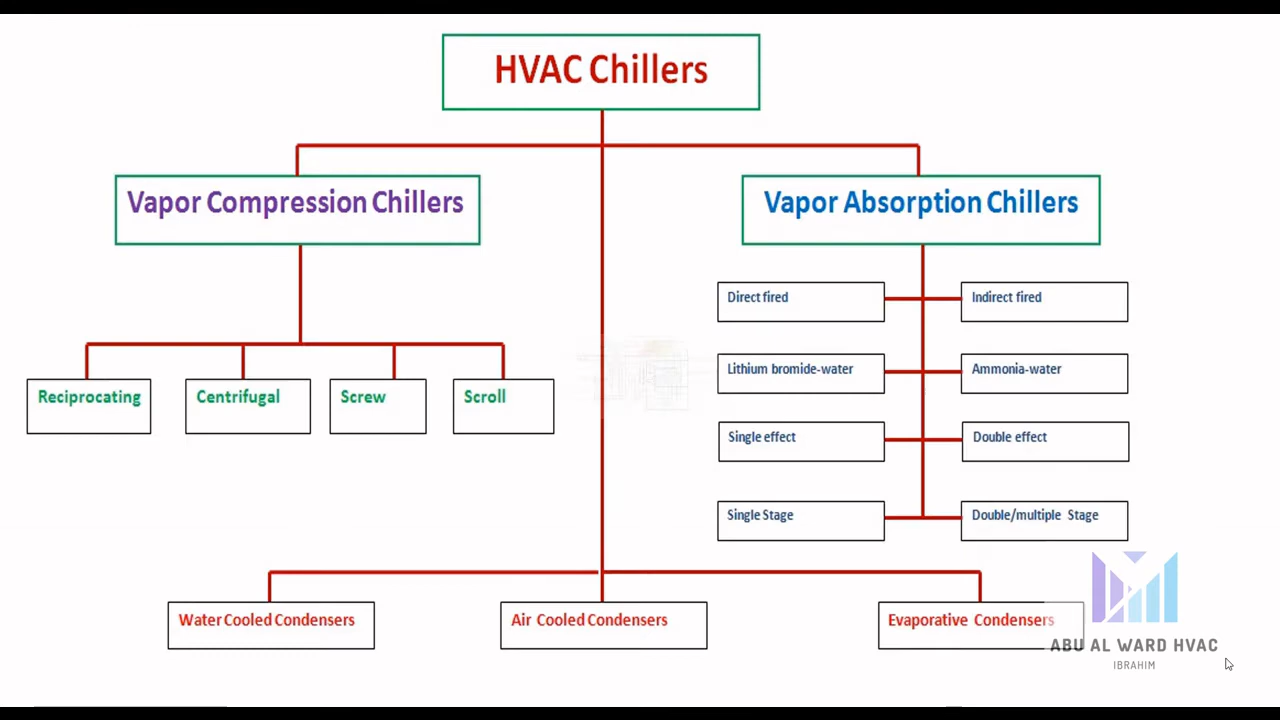 HVAC Chillers
Vapor Compression Chillers
Vapor Absorption Chillers
Direct fired
Indirect fired
Lithium bromide-water
Ammonia-water
Reciprocating
Centrifugal
Screw
Scroll
Single effect
Double effect
Single Stage
Double/multiple Stage
Water Cooled Condensers
Air Cooled Condensers
Evaporative Condensers
ABU AL WARD HVAC
IBRAHIM